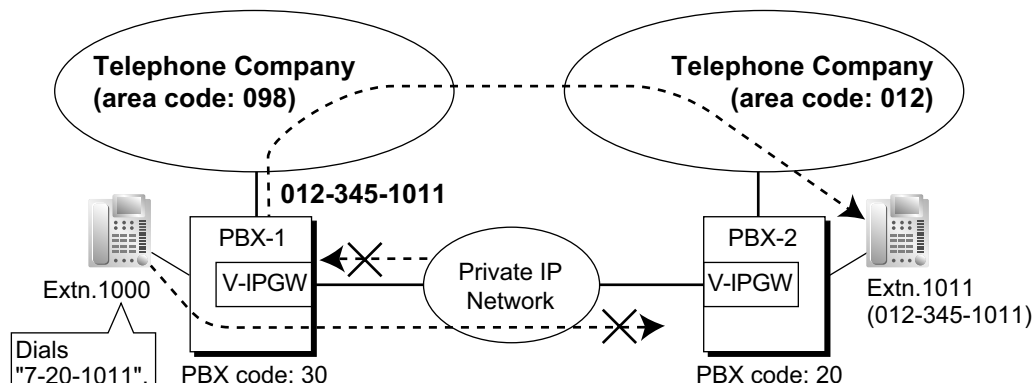 Telephone Company
(area code: 098)
Telephone Company
(area code: 012)
012-345-1011
PBX-1
V-IPGW
Extn.1000
Dials
"7-20-1011".
PBX code: 30
Private IP
Network
PBX-2
V-IPGW
PBX code: 20
Extn.1011
(012-345-1011)